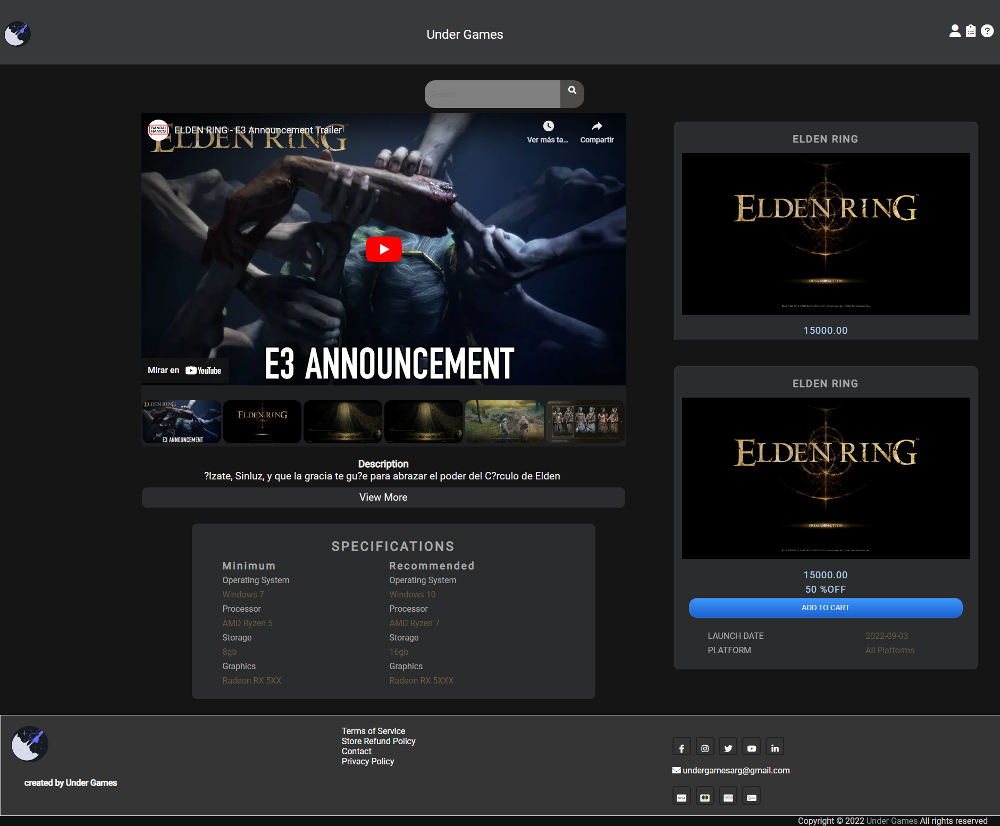 Under Games
Search
BANDAI
NAMCO
ELDEN RING - E3 Announcement Trailer
ELDEN RING
Ver más ta...
Compartir
E3 ANNOUNCEMENT
Mirar en YouTube
ELDEN RING
E3 ANNOUNCEMENT
ELDEN RING
Description
?lzate, Sinluz, y que la gracia te gu?e para abrazar el poder del C?rculo de Elden
View More
SPECIFICATIONS
Minimum
Operating System
Windows 7
Processor
AMD Ryzen 5
Storage
8gb
Graphics
Radeon RX 5XX
Recommended
Operating System
Windows 10
Processor
AMD Ryzen 7
Storage
16gb
Graphics
Radeon RX 5XXX
ELDEN RING
ELDEN RING™
PRESS ANY BUTTON
15000.00
ELDEN RING
ELDEN RING™
PRESS ANY BUTTON
15000.00
50 %OFF
ADD TO CART
LAUNCH DATE 2022-09-03
PLATFORM All Platforms
created by Under Games
Terms of Service
Store Refund Policy
Contact
Privacy Policy
undergamesarg@gmail.com
VISA
Copyright © 2022 Under Games All rights reserved